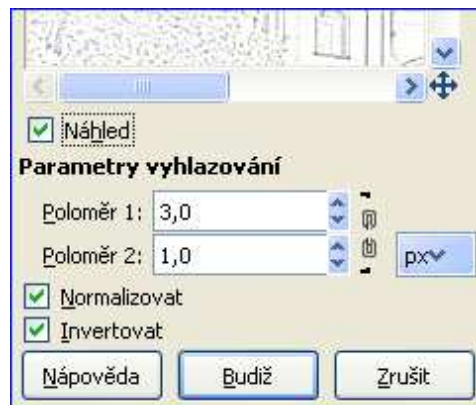 Náhled
Parametry vyhlazování
Poloměr 1: 3,0
Poloměr 2: 1,0 px
Normalizovat
Invertovat
Nápověda Budiž Zrušit